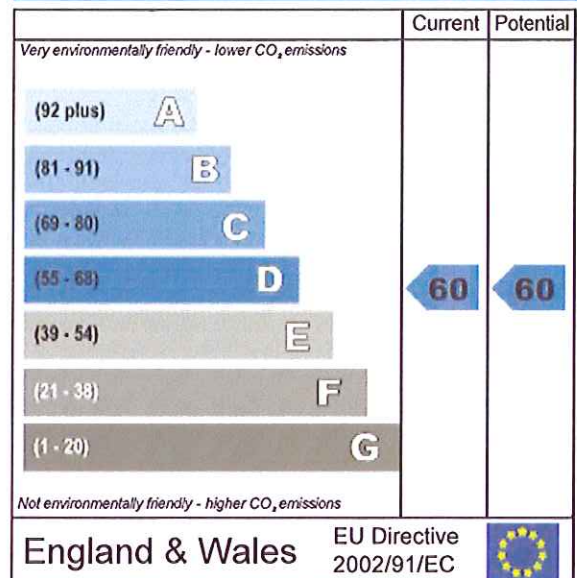 Current Potential
Very environmentally friendly - lower CO₂ emissions
(92 plus) A
(81 - 91) B
(69 - 80) C
(55 - 68) D 60 60
(39 - 54) E
(21 - 38) F
(1 - 20) G
Not environmentally friendly - higher CO₂ emissions
England & Wales EU Directive
2002/91/EC